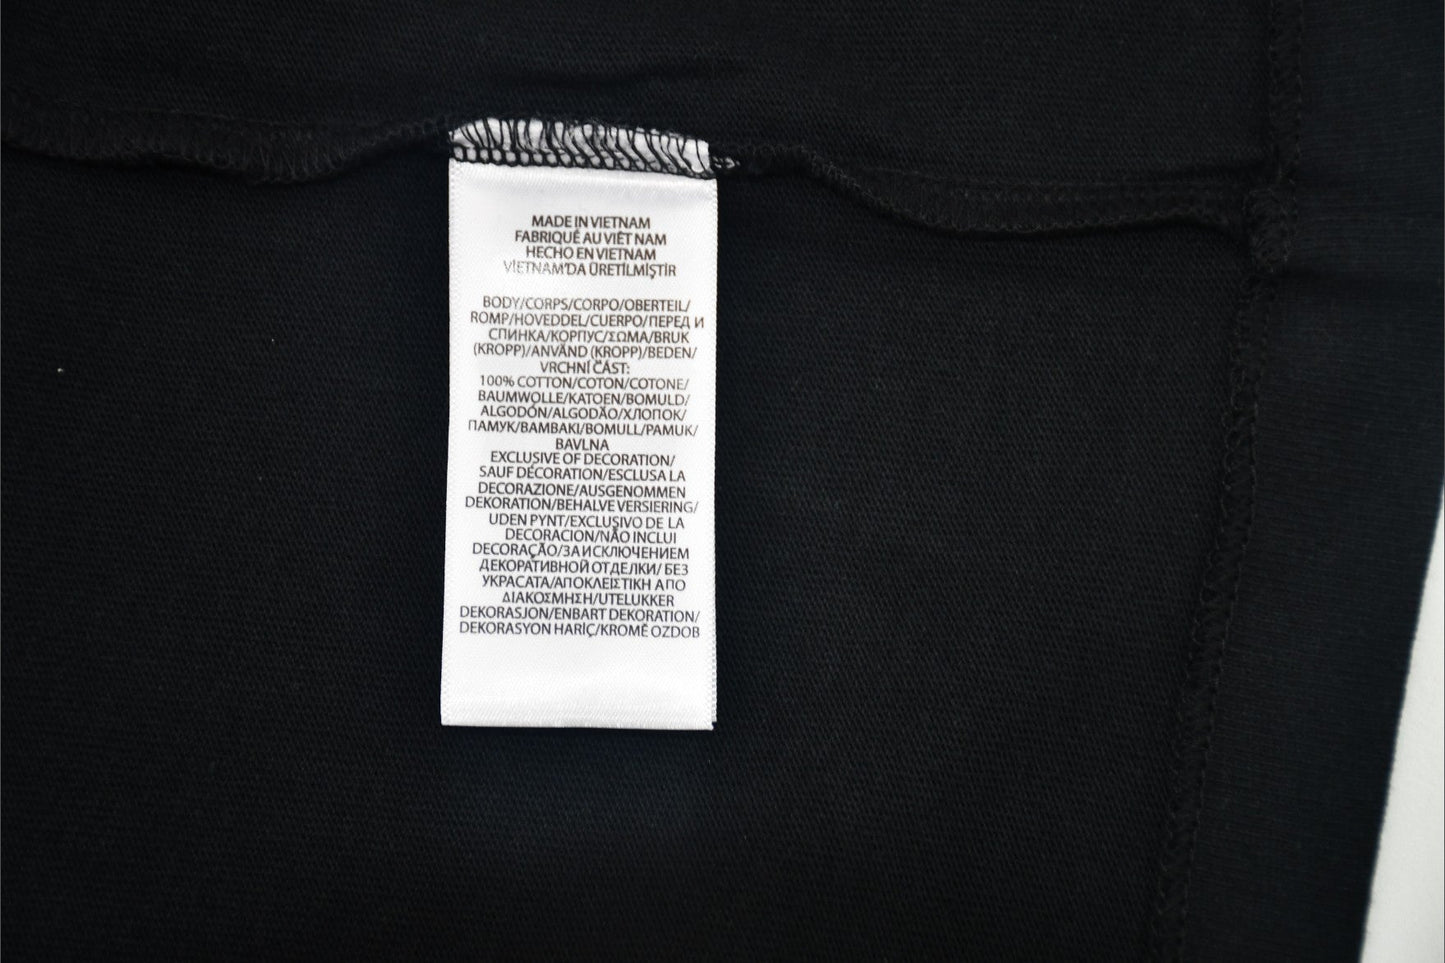 MADE IN VIETNAM
FABRIQUÉ AU VIÊT NAM
HECHO EN VIETNAM
VİETNAM'DA ÜRETİLMİŞTİR
BODY/CORPS/CORPO/OBERTEIL/
ROMP/HOVEDDEL/CUERPO/ПЕРЕД И
СПИНКА/КОРПУС/ΣΩΜΑ/BRUK
(KROPP)/ANVÄND (KROPP)/BEDEN/
VRCHNÍ ČÁST:
100% COTTON/COTON/COTONE/
BAUMWOLLE/KATOEN/BOMULD/
ALGODÓN/ALGODÃO/ХЛОПОК/
ПАМУК/ΒΑΜΒΑΚΙ/BOMULL/PAMUK/
BAVLNA
EXCLUSIVE OF DECORATION/
SAUF DÉCORATION/ESCLUSA LA
DECORAZIONE/AUSGENOMMEN
DEKORATION/BEHALVE VERSIERING/
UDEN PYNT/EXCLUSIVO DE LA
DECORACION/NÃO INCLUI
DECORAÇÃO/ЗА ИСКЛЮЧЕНИЕМ
ДЕКОРАТИВНОЙ ОТДЕЛКИ/ БЕЗ
УКРАСАТА/ΑΠΟΚΛΕΙΣΤΙΚΗ ΑΠΟ
ΔΙΑΚΟΣΜΗΣΗ/UTELUKKER
DEKORASJON/ENBART DEKORATION/
DEKORASYON HARİÇ/KROMĚ OZDOB